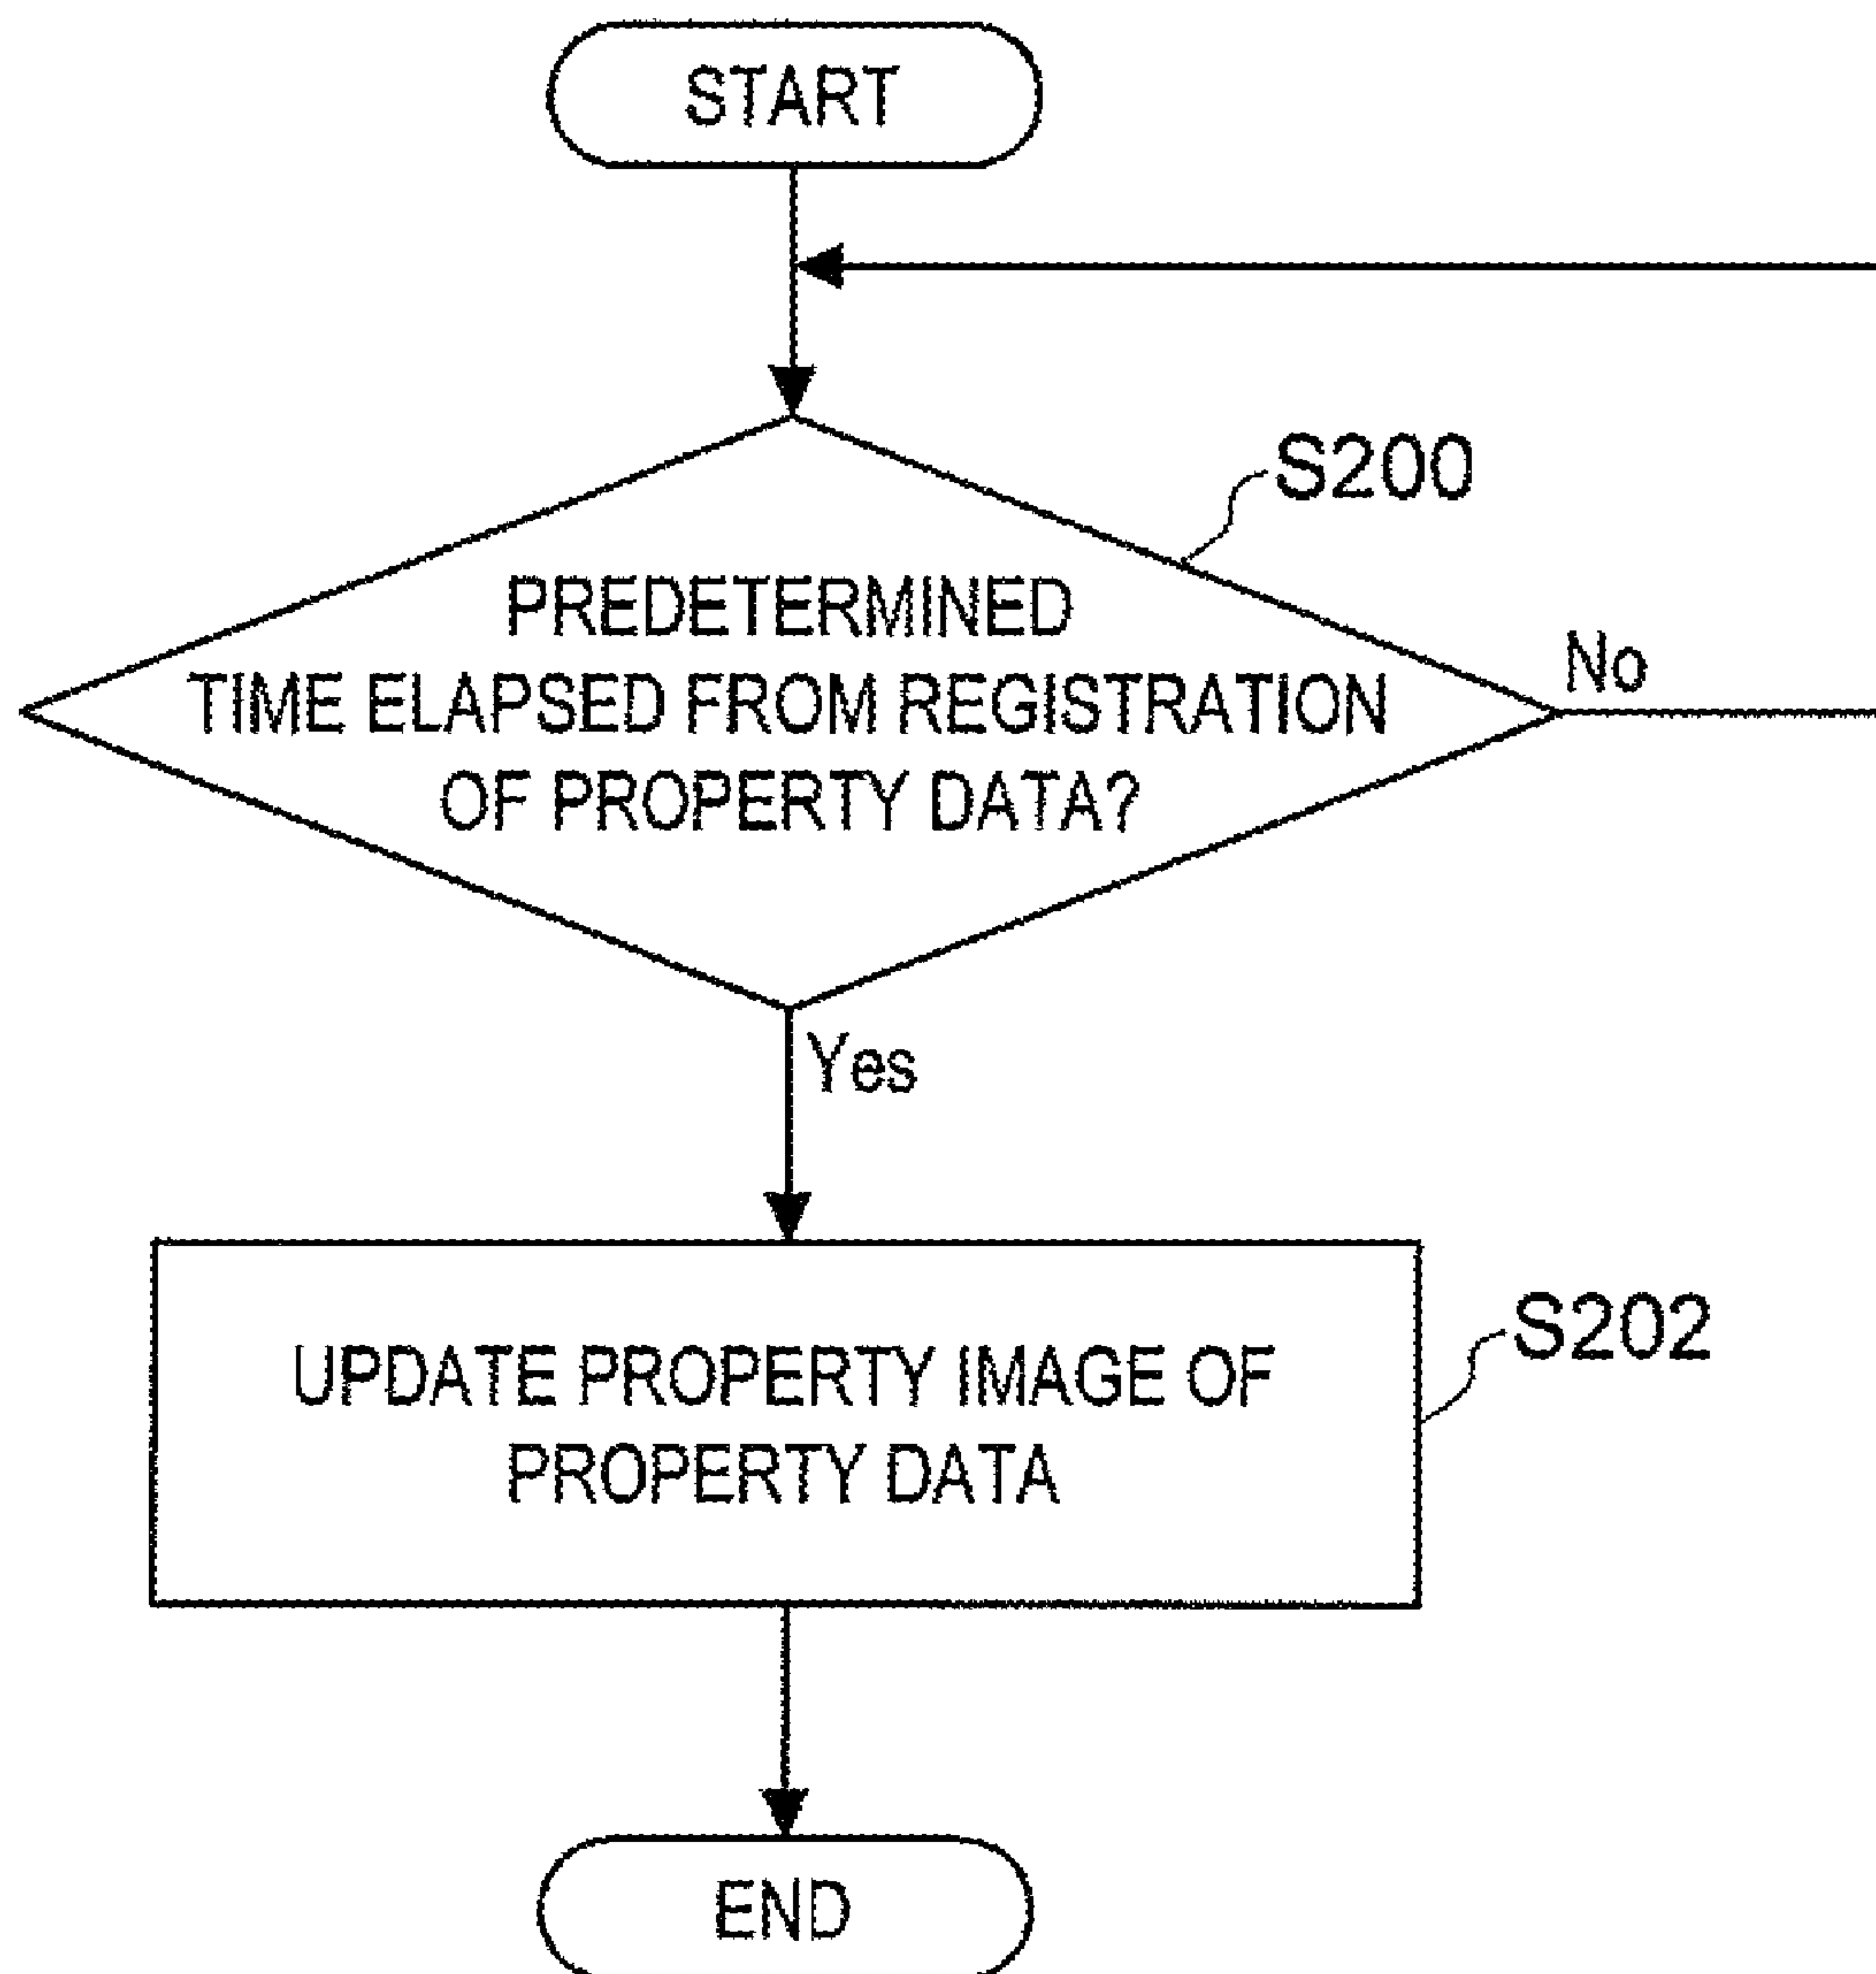 START
S200
PREDETERMINED
TIME ELAPSED FROM REGISTRATION
OF PROPERTY DATA?
No
Yes
UPDATE PROPERTY IMAGE OF
PROPERTY DATA
S202
END